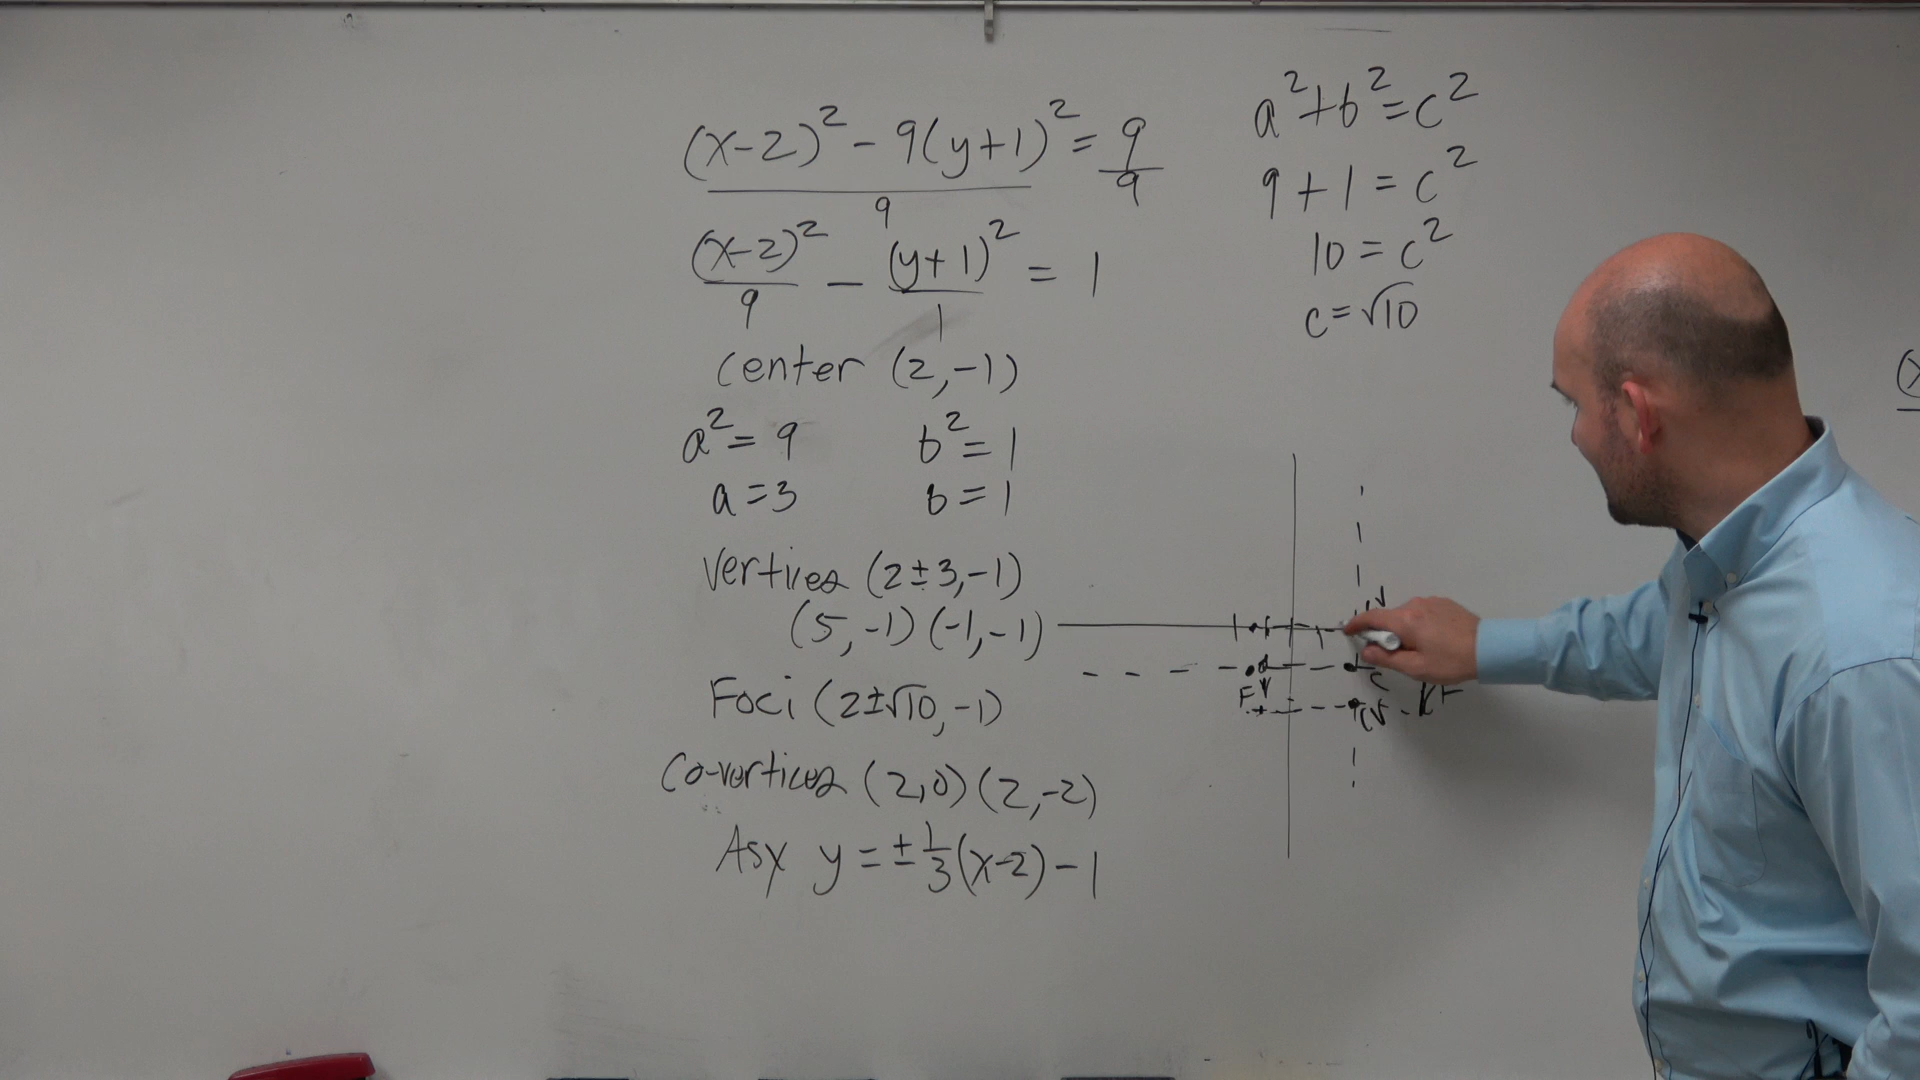 (x-2)² - 9(y+1)² = 9
9 9
(x-2)²/9 - (y+1)²/1 = 1
center (2,-1)
a² = 9 b² = 1
a = 3 b = 1
Vertices (2±3,-1)
(5,-1) (-1,-1)
Foci (2±√10,-1)
Co-vertices (2,0) (2,-2)
Asy y = ±1/3(x-2)-1
a²+b²=c²
9+1=c²
10=c²
c=√10
F V
C
CV
F
(x